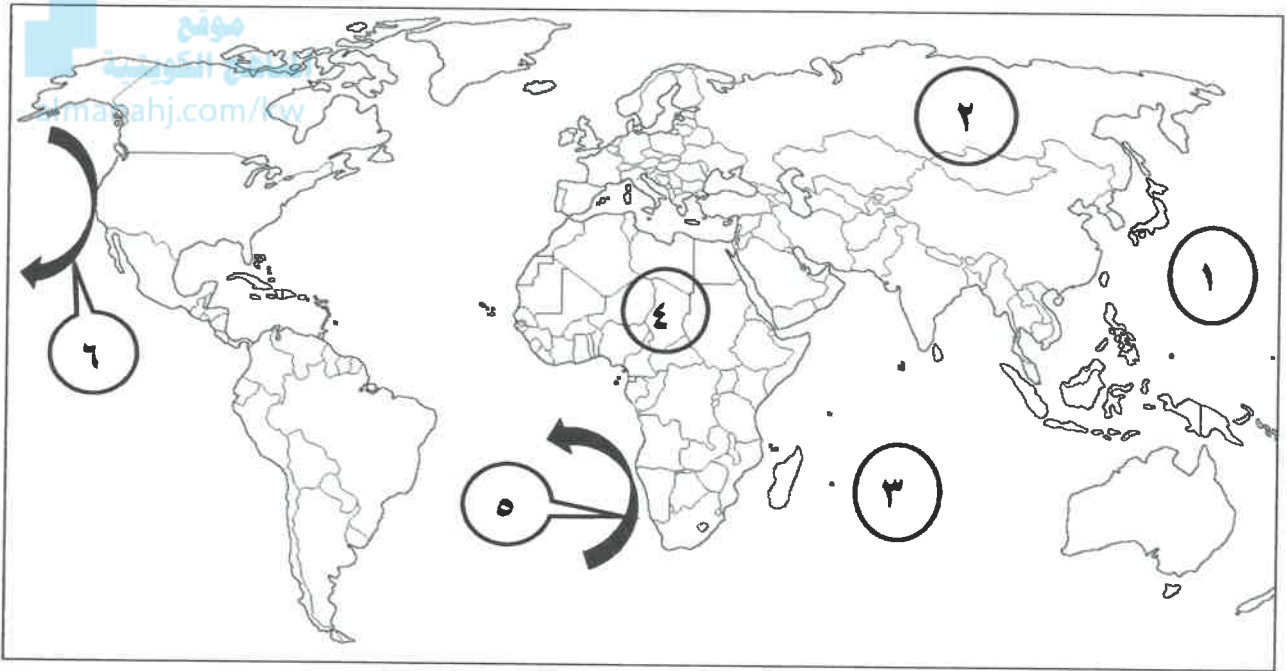 موقع
المناهج الكويتية
almanahj.com/kw
٢
١
٤
٦
٣
٥